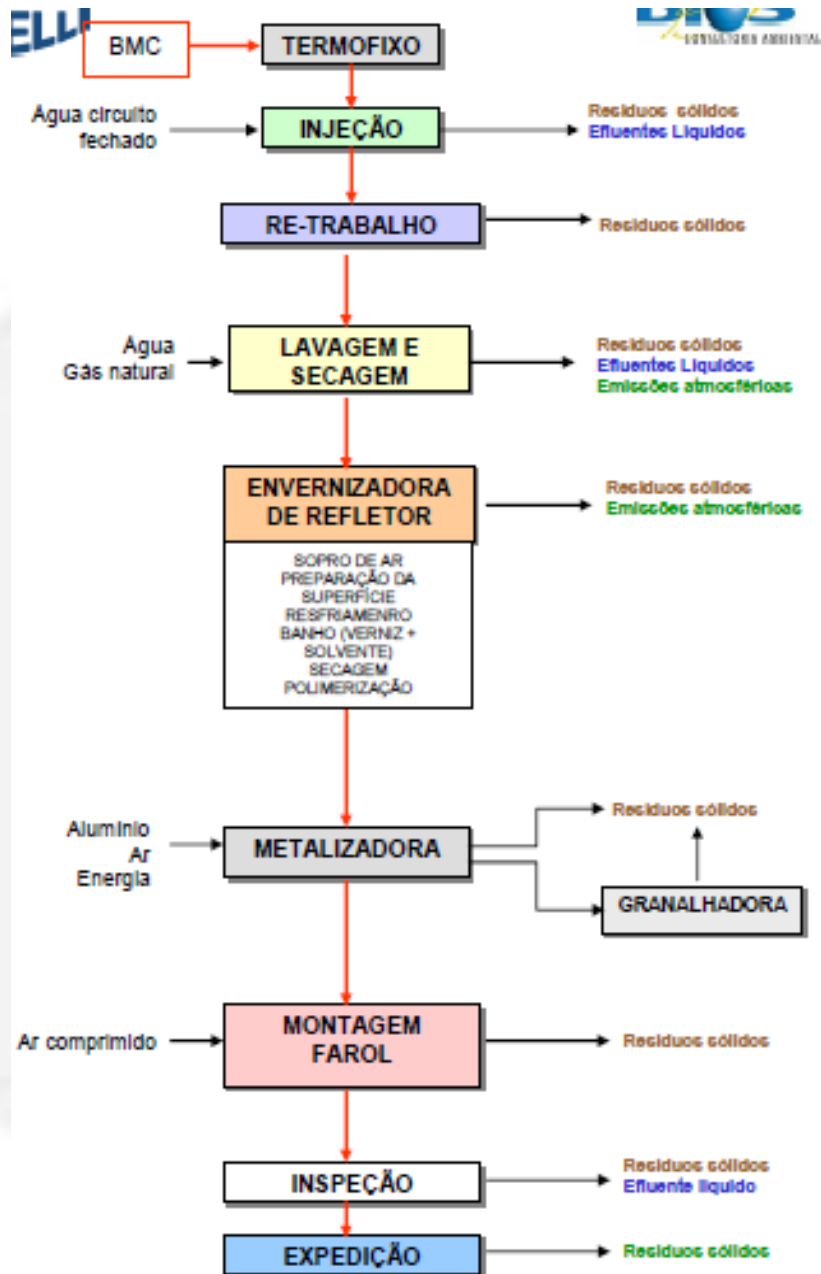 ELLI
BMC
TERMOFIXO
CONSULTORIA AMBIENTAL
Água circuito
fechado
INJEÇÃO
Resíduos sólidos
Efluentes Líquidos
RE-TRABALHO
Resíduos sólidos
Água
Gás natural
LAVAGEM E
SECAGEM
Resíduos sólidos
Efluentes Líquidos
Emissões atmosféricas
ENVERNIZADORA
DE REFLETOR
Resíduos sólidos
Emissões atmosféricas
SOPRO DE AR
PREPARAÇÃO DA
SUPERFÍCIE
RESFRIAMENRO
BANHO (VERNIZ +
SOLVENTE)
SECAGEM
POLIMERIZAÇÃO
Alumínio
Ar
Energia
METALIZADORA
Resíduos sólidos
GRANALHADORA
Ar comprimido
MONTAGEM
FAROL
Resíduos sólidos
INSPEÇÃO
Resíduos sólidos
Efluente líquido
EXPEDIÇÃO
Resíduos sólidos